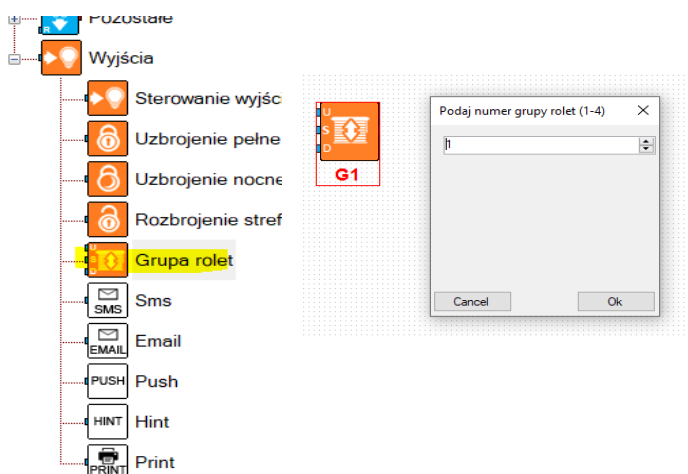 Pozostałe
R
Wyjścia
Sterowanie wyjśc
Uzbrojenie pełne
Uzbrojenie nocne
Rozbrojenie stref
U
S
D
Grupa rolet
SMS
Sms
EMAIL
Email
PUSH
Push
HINT
Hint
PRINT
Print
U
S
D
G1
Podaj numer grupy rolet (1-4)
1
Cancel
Ok